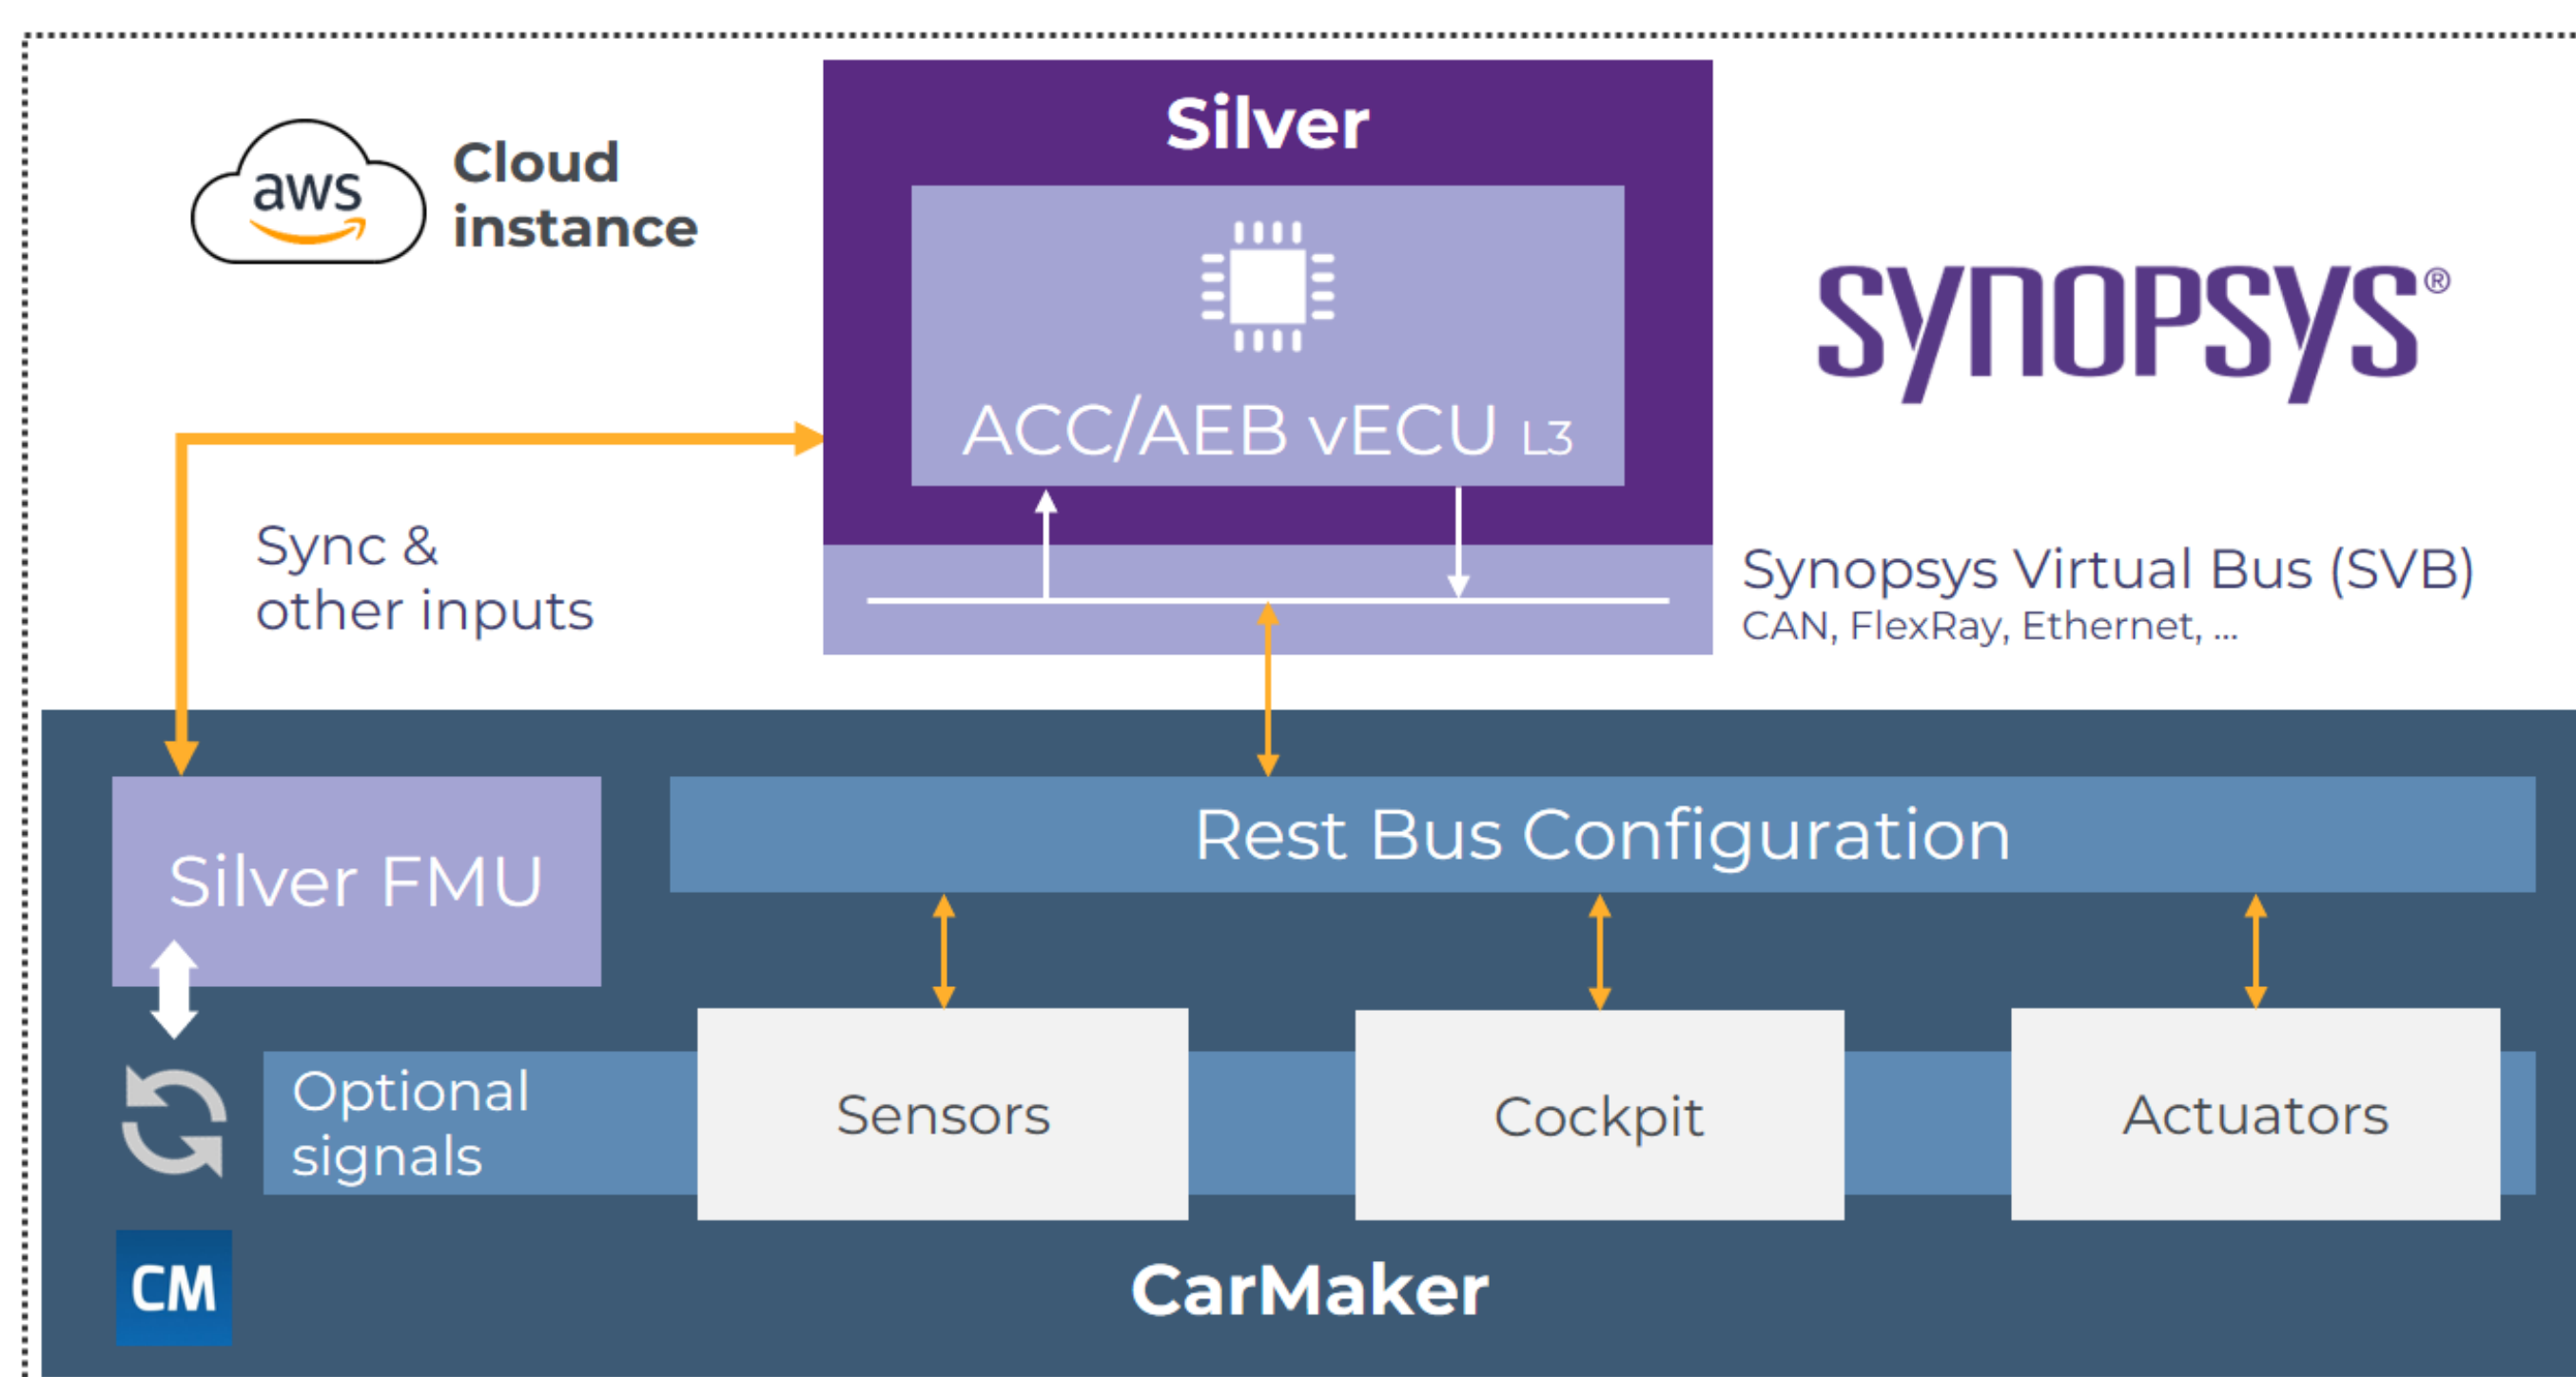 Silver
aws
Cloud
instance
SYNOPSYS®
ACC/AEB vECU L3
Sync &
other inputs
Synopsys Virtual Bus (SVB)
CAN, FlexRay, Ethernet, ...
Rest Bus Configuration
Silver FMU
Optional
signals
Sensors
Cockpit
Actuators
CM
CarMaker